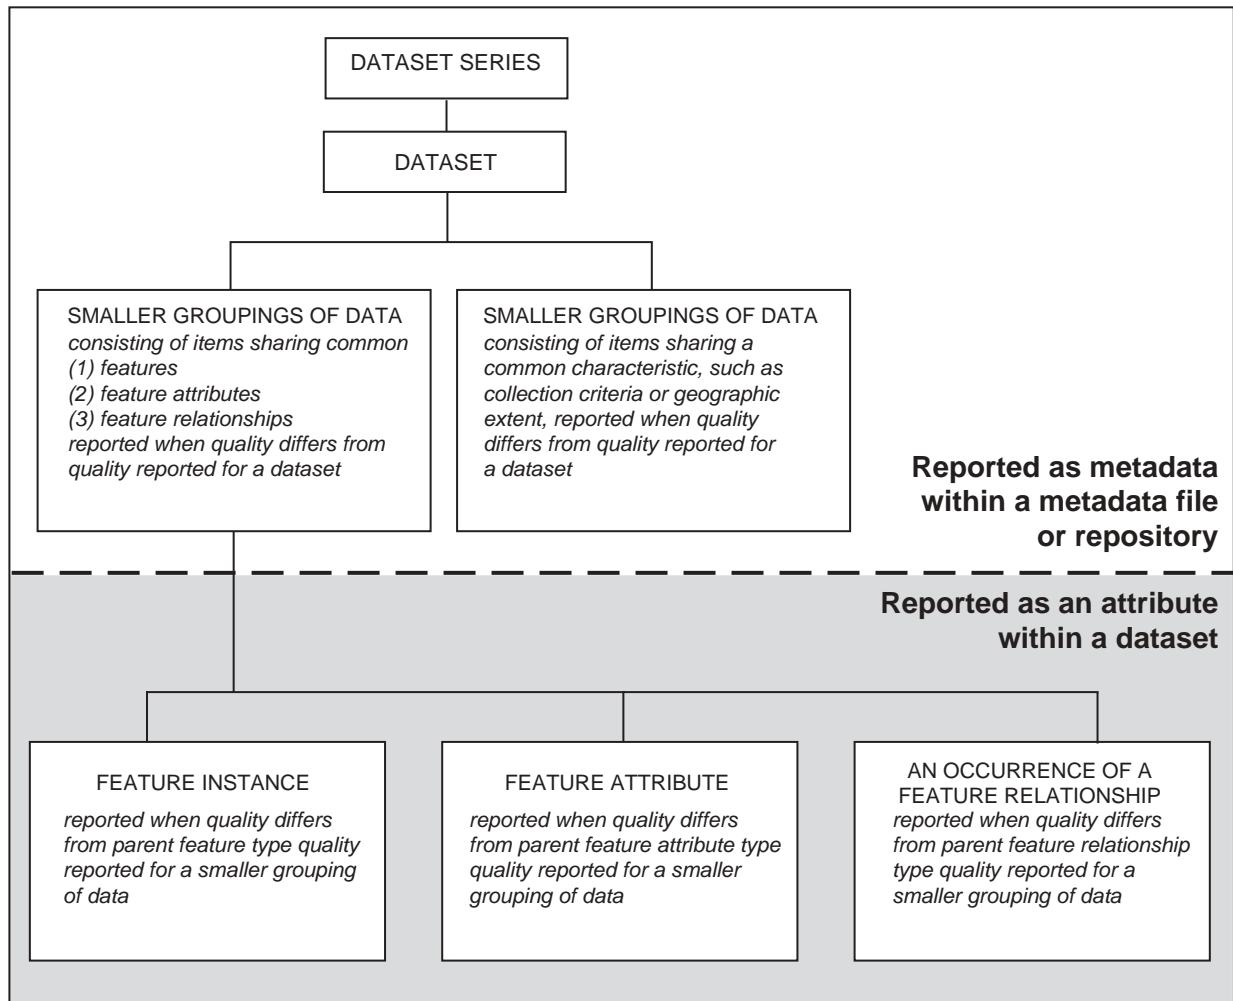 DATASET SERIES
DATASET
SMALLER GROUPINGS OF DATA
consisting of items sharing common
(1) features
(2) feature attributes
(3) feature relationships
reported when quality differs from
quality reported for a dataset
SMALLER GROUPINGS OF DATA
consisting of items sharing a
common characteristic, such as
collection criteria or geographic
extent, reported when quality
differs from quality reported for
a dataset
Reported as metadata
within a metadata file
or repository
Reported as an attribute
within a dataset
FEATURE INSTANCE
reported when quality differs
from parent feature type quality
reported for a smaller grouping
of data
FEATURE ATTRIBUTE
reported when quality differs
from parent feature attribute type
quality reported for a smaller
grouping of data
AN OCCURRENCE OF A
FEATURE RELATIONSHIP
reported when quality differs
from parent feature relationship
type quality reported for a
smaller grouping of data